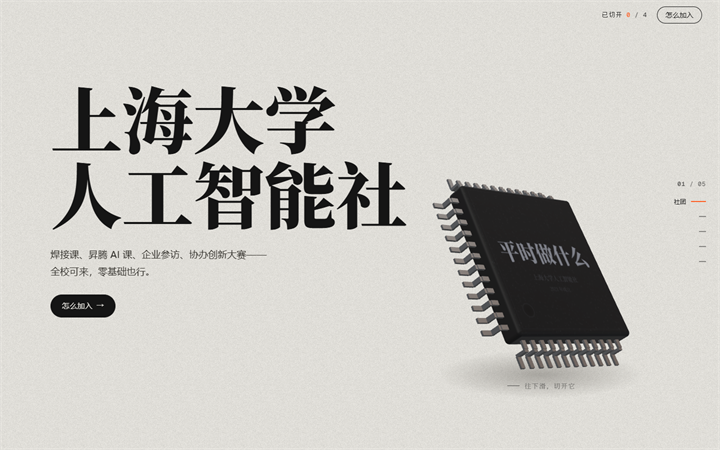 已切开 0 / 4
怎么加入
上海大学
人工智能社
焊接课、昇腾 AI 课、企业参访、协办创新大赛——
全校可来，零基础也行。
怎么加入 →
平时做什么
01 / 05
社团
往下滑，切开它